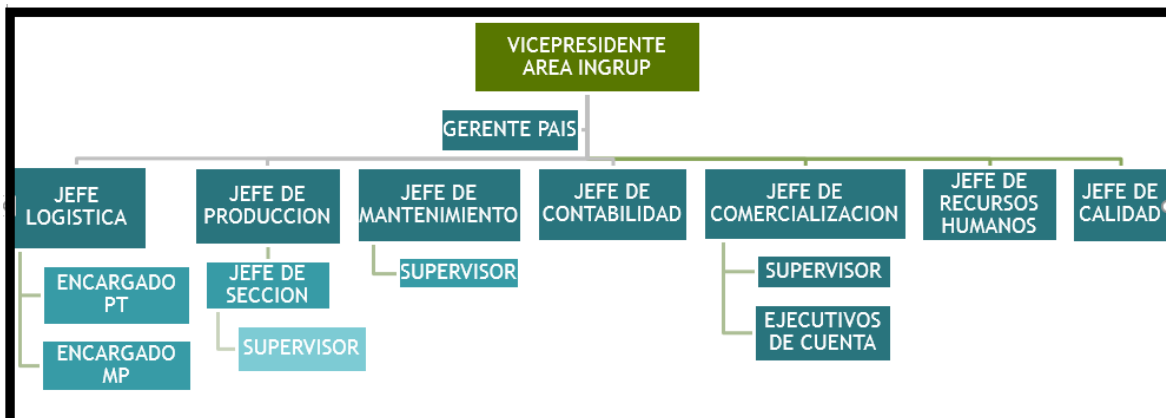 VICEPRESIDENTE
AREA INGRUP
GERENTE PAIS
JEFE
LOGISTICA
JEFE DE
PRODUCCION
JEFE DE
MANTENIMIENTO
JEFE DE
CONTABILIDAD
JEFE DE
COMERCIALIZACION
JEFE DE
RECURSOS
HUMANOS
JEFE DE
CALIDAD
ENCARGADO
PT
ENCARGADO
MP
JEFE DE
SECCION
SUPERVISOR
SUPERVISOR
SUPERVISOR
EJECUTIVOS
DE CUENTA